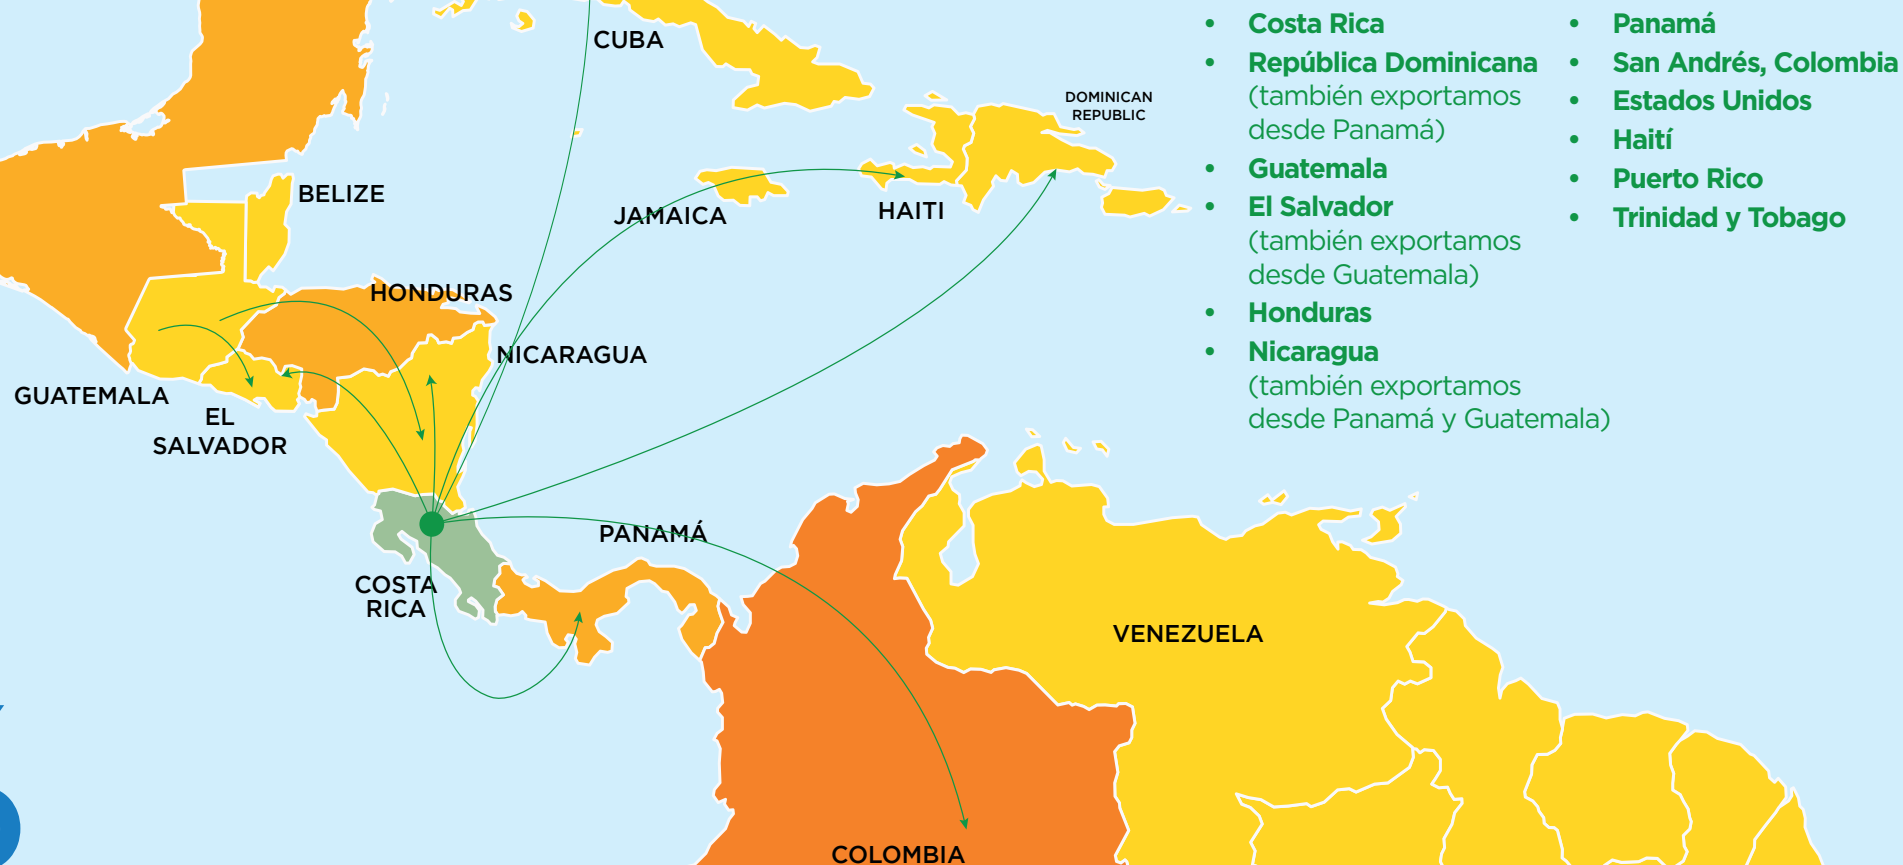 CUBA
DOMINICAN
REPUBLIC
BELIZE
JAMAICA
HAITI
HONDURAS
NICARAGUA
GUATEMALA
EL
SALVADOR
PANAMÁ
COSTA
RICA
VENEZUELA
COLOMBIA
• Costa Rica
• República Dominicana
(también exportamos
desde Panamá)
• Guatemala
• El Salvador
(también exportamos
desde Guatemala)
• Honduras
• Nicaragua
(también exportamos
desde Panamá y Guatemala)
• Panamá
• San Andrés, Colombia
• Estados Unidos
• Haití
• Puerto Rico
• Trinidad y Tobago